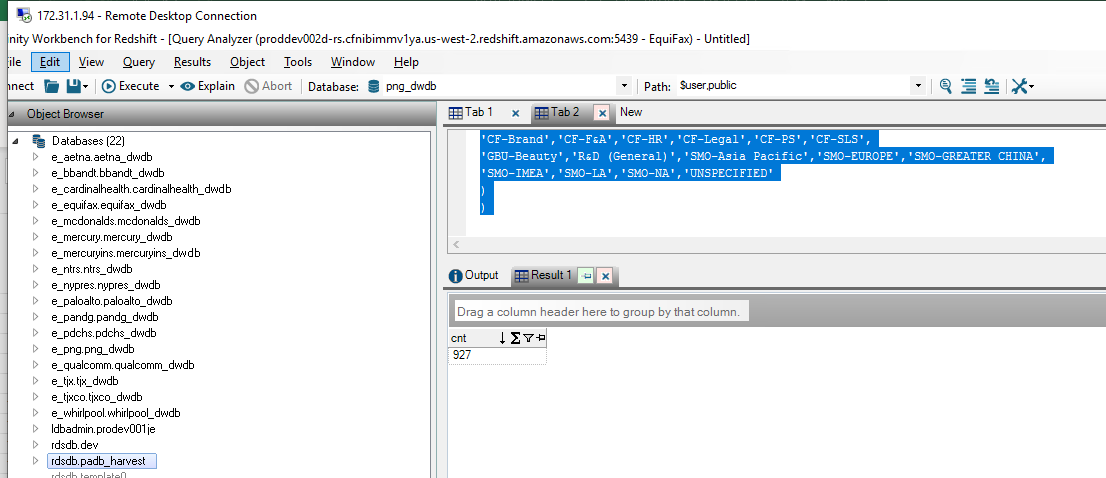 172.31.1.94 - Remote Desktop Connection
inity Workbench for Redshift - [Query Analyzer (proddev002d-rs.cfnibimmv1ya.us-west-2.redshift.amazonaws.com:5439 - EquiFax) - Untitled]
ile Edit View Query Results Object Tools Window Help
nnect Execute Explain Abort Database: png_dwdb Path: $user,public
Object Browser
Databases (22)
e_aetna.aetna_dwdb
e_bbandt.bbandt_dwdb
e_cardinalhealth.cardinalhealth_dwdb
e_equifax.equifax_dwdb
e_mcdonalds.mcdonalds_dwdb
e_mercury.mercury_dwdb
e_mercuryins.mercuryins_dwdb
e_ntrs.ntrs_dwdb
e_nypres.nypres_dwdb
e_paloalto.paloalto_dwdb
e_pandg.pandg_dwdb
e_pdchs.pdchs_dwdb
e_png.png_dwdb
e_qualcomm.qualcomm_dwdb
e_tjx.tjx_dwdb
e_tjxco.tjxco_dwdb
e_whirlpool.whirlpool_dwdb
ldbadmin.prodev001je
rdsdb.dev
rdsdb.padb_harvest
rdsdb.template0
Tab 1 Tab 2 New
'CF-Brand','CF-F&A','CF-HR','CF-Legal','CF-PS','CF-SLS',
'GBU-Beauty','R&D (General)','SMO-Asia Pacific','SMO-EUROPE','SMO-GREATER CHINA',
'SMO-IMEA','SMO-LA','SMO-NA','UNSPECIFIED'
)
)
Output Result 1
Drag a column header here to group by that column.
cnt
927